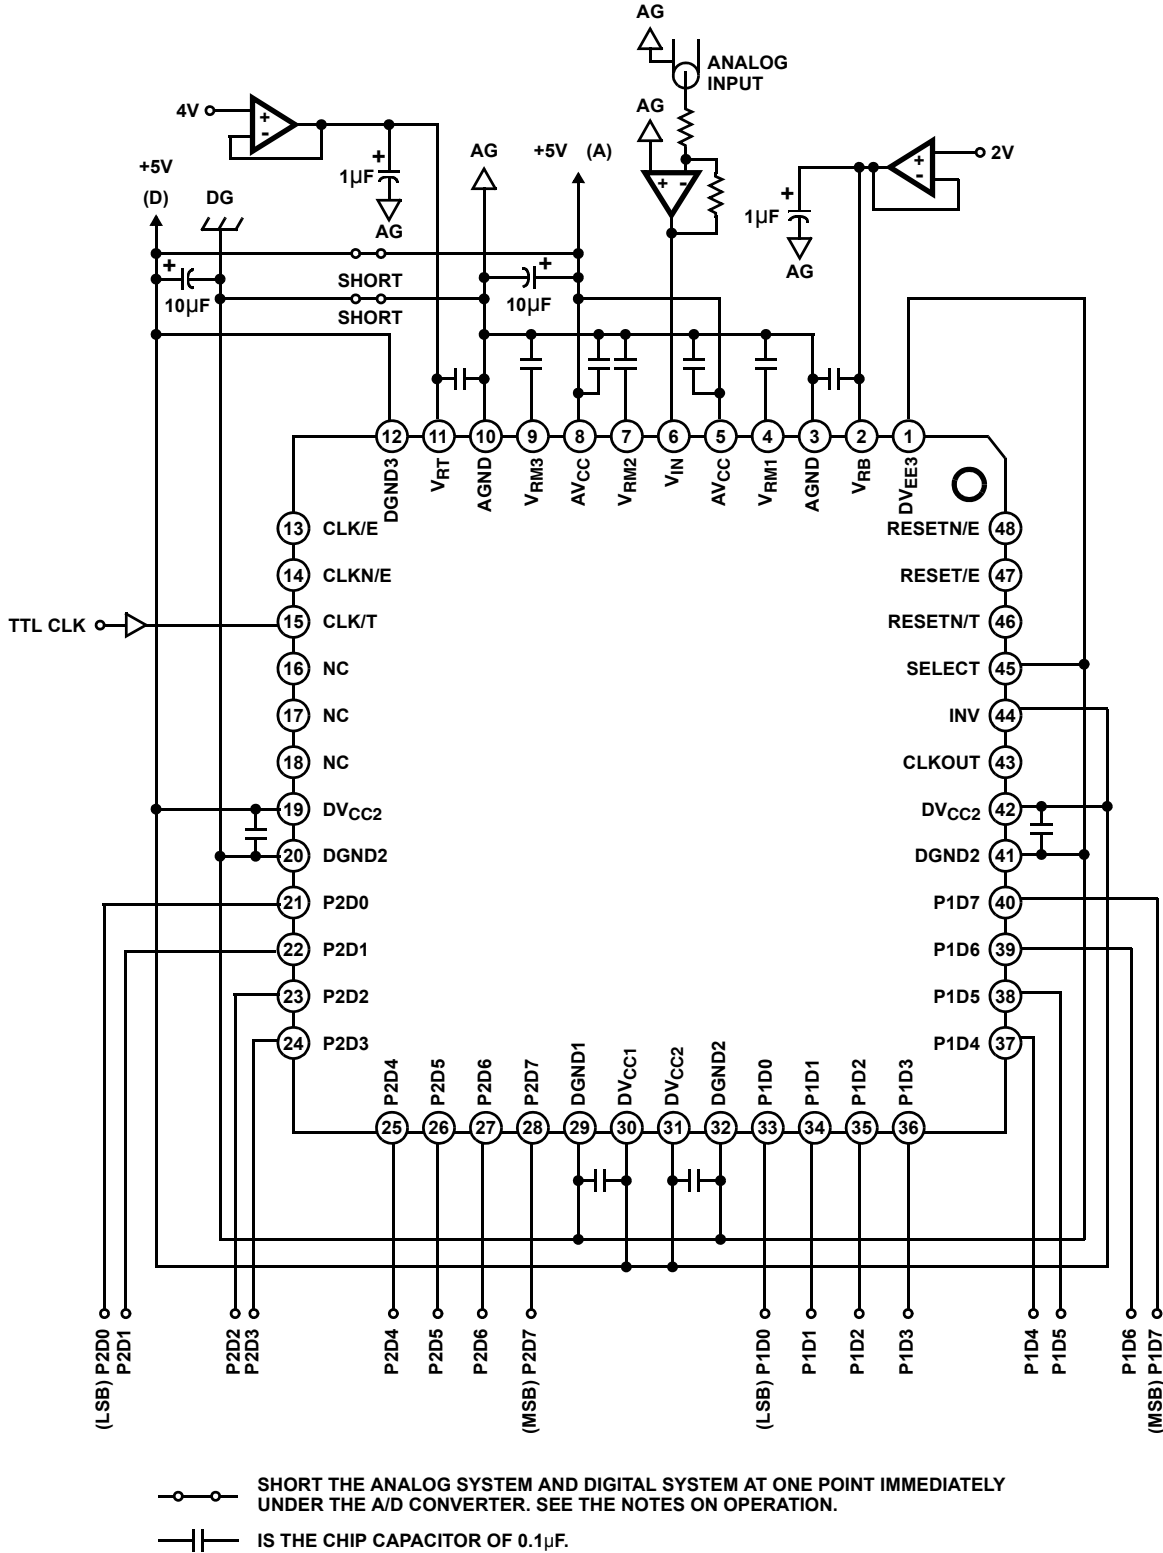 AG
ANALOG
INPUT
4V
+
-
AG
+
-
2V
+5V
(D)
DG
+
1µF
AG
AG
+5V (A)
+ -
+
1µF
AG
+
10µF
SHORT
SHORT
+
10µF
12
11
10
9
8
7
6
5
4
3
2
1
DGND3
VRT
AGND
VRM3
AVCC
VRM2
VIN
AVCC
VRM1
AGND
VRB
DVEE3
13 CLK/E
RESETN/E 48
14 CLKN/E
RESET/E 47
TTL CLK
15 CLK/T
RESETN/T 46
16 NC
SELECT 45
17 NC
INV 44
18 NC
CLKOUT 43
19 DVCC2
DVCC2 42
20 DGND2
DGND2 41
21 P2D0
P1D7 40
22 P2D1
P1D6 39
23 P2D2
P1D5 38
24 P2D3
P1D4 37
P2D4
P2D5
P2D6
P2D7
DGND1
DVCC1
DVCC2
DGND2
P1D0
P1D1
P1D2
P1D3
25
26
27
28
29
30
31
32
33
34
35
36
(LSB) P2D0
P2D1
P2D2
P2D3
P2D4
P2D5
P2D6
(MSB) P2D7
(LSB) P1D0
P1D1
P1D2
P1D3
P1D4
P1D5
P1D6
(MSB) P1D7
SHORT THE ANALOG SYSTEM AND DIGITAL SYSTEM AT ONE POINT IMMEDIATELY
UNDER THE A/D CONVERTER. SEE THE NOTES ON OPERATION.
IS THE CHIP CAPACITOR OF 0.1µF.